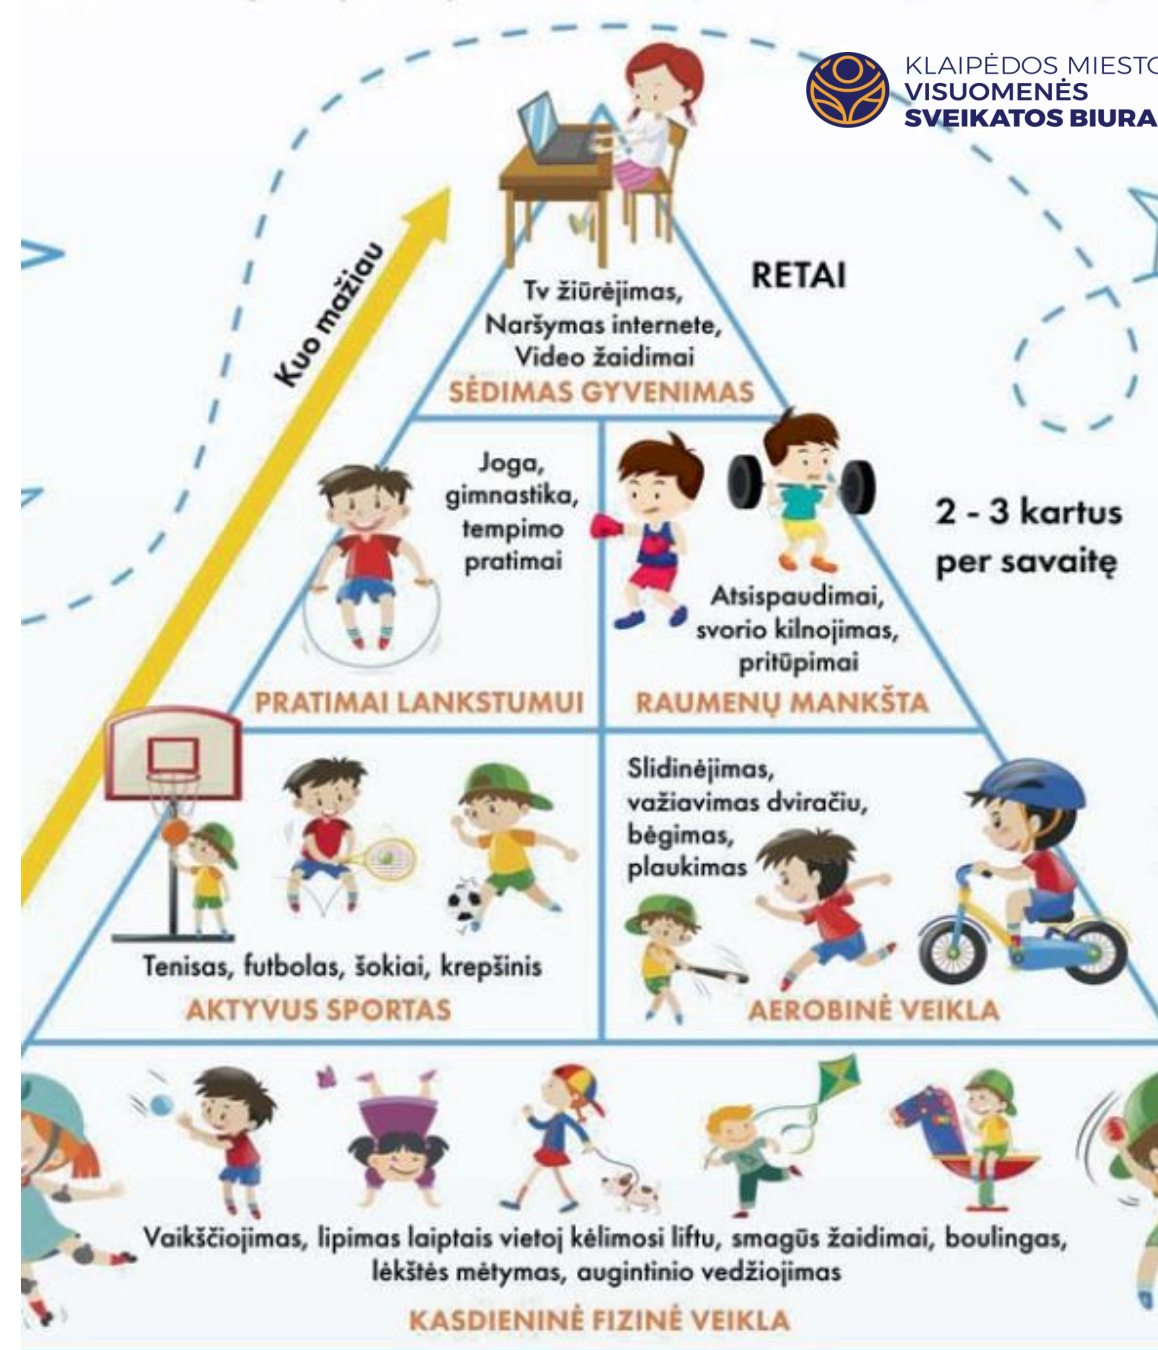 KLAIPĖDOS MIESTO
VISUOMENĖS
SVEIKATOS BIURA
Kuo mažiau
RETAI
Tv žiūrėjimas,
Naršymas internete,
Video žaidimai
SĖDIMAS GYVENIMAS
Joga,
gimnastika,
tempimo
pratimai
PRATIMAI LANKSTUMUI
Atsispaudimai,
svorio kilnojimas,
pritūpimai
RAUMENŲ MANKŠTA
2 - 3 kartus
per savaitę
Tenisas, futbolas, šokiai, krepšinis
AKTYVUS SPORTAS
Slidinėjimas,
važiavimas dviračiu,
bėgimas,
plaukimas
AEROBINĖ VEIKLA
Vaikščiojimas, lipimas laiptais vietoj kėlimosi liftu, smagūs žaidimai, boulingas,
lėkštės mėtymas, augintinio vedžiojimas
KASDIENINĖ FIZINĖ VEIKLA